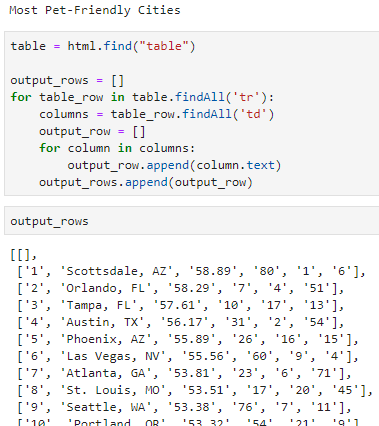 Most Pet-Friendly Cities
table = html.find("table")
output_rows = []
for table_row in table.findAll('tr'):
    columns = table_row.findAll('td')
    output_row = []
    for column in columns:
        output_row.append(column.text)
    output_rows.append(output_row)
output_rows
[[],
 ['1', 'Scottsdale, AZ', '58.89', '80', '1', '6'],
 ['2', 'Orlando, FL', '58.29', '7', '4', '51'],
 ['3', 'Tampa, FL', '57.61', '10', '17', '13'],
 ['4', 'Austin, TX', '56.17', '31', '2', '54'],
 ['5', 'Phoenix, AZ', '55.89', '26', '16', '15'],
 ['6', 'Las Vegas, NV', '55.56', '60', '9', '4'],
 ['7', 'Atlanta, GA', '53.81', '23', '6', '71'],
 ['8', 'St. Louis, MO', '53.51', '17', '20', '45'],
 ['9', 'Seattle, WA', '53.38', '76', '7', '11'],
 ['10', 'Portland, OR', '53.32', '54', '21', '9'],